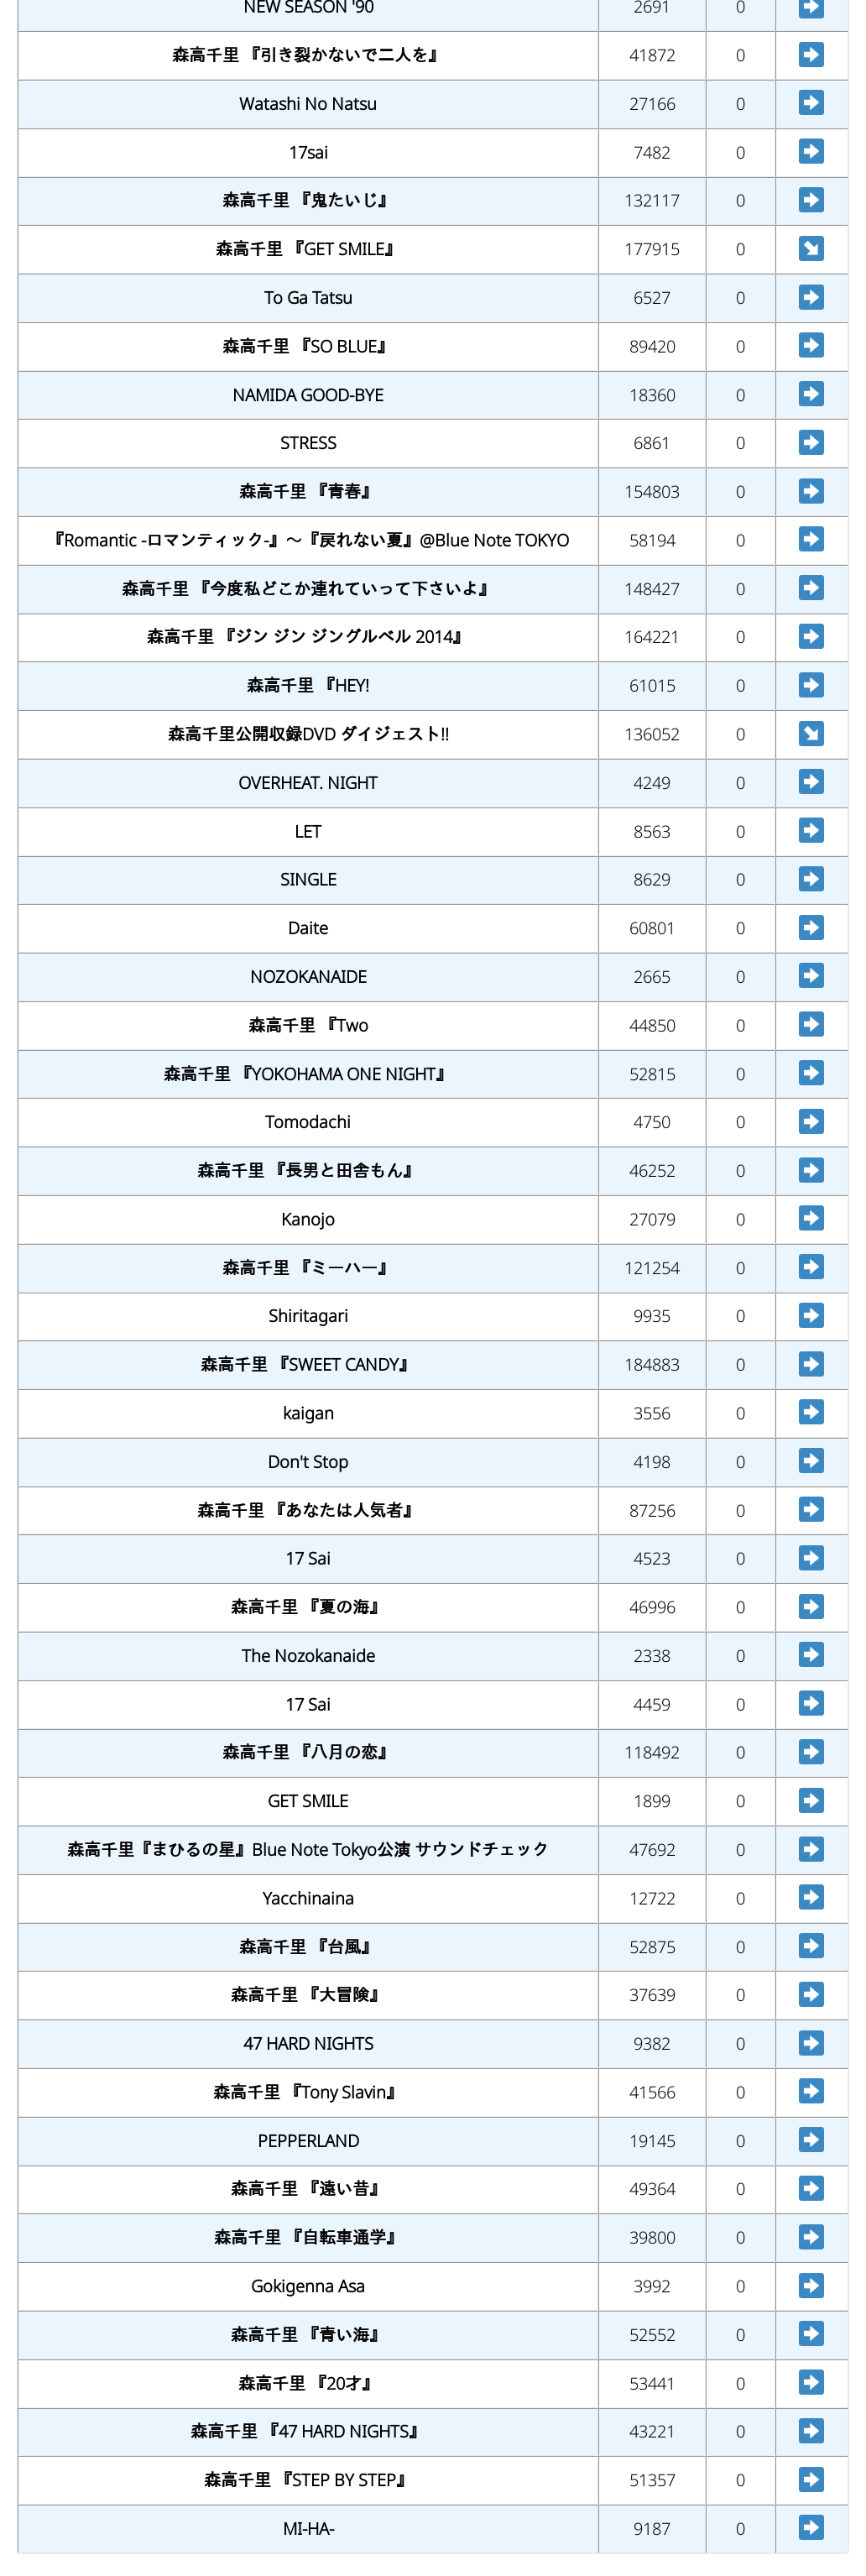 NEW SEASON '90 2691 0
森高千里 『引き裂かないで二人を』 41872 0
Watashi No Natsu 27166 0
17sai 7482 0
森高千里 『鬼たいじ』 132117 0
森高千里 『GET SMILE』 177915 0
To Ga Tatsu 6527 0
森高千里 『SO BLUE』 89420 0
NAMIDA GOOD-BYE 18360 0
STRESS 6861 0
森高千里 『青春』 154803 0
『Romantic -ロマンティック-』～『戻れない夏』@Blue Note TOKYO 58194 0
森高千里 『今度私どこか連れていって下さいよ』 148427 0
森高千里 『ジン ジン ジングルベル 2014』 164221 0
森高千里 『HEY! 61015 0
森高千里公開収録DVD ダイジェスト!! 136052 0
OVERHEAT. NIGHT 4249 0
LET 8563 0
SINGLE 8629 0
Daite 60801 0
NOZOKANAIDE 2665 0
森高千里 『Two 44850 0
森高千里 『YOKOHAMA ONE NIGHT』 52815 0
Tomodachi 4750 0
森高千里 『長男と田舎もん』 46252 0
Kanojo 27079 0
森高千里 『ミーハー』 121254 0
Shiritagari 9935 0
森高千里 『SWEET CANDY』 184883 0
kaigan 3556 0
Don't Stop 4198 0
森高千里 『あなたは人気者』 87256 0
17 Sai 4523 0
森高千里 『夏の海』 46996 0
The Nozokanaide 2338 0
17 Sai 4459 0
森高千里 『八月の恋』 118492 0
GET SMILE 1899 0
森高千里『まひるの星』Blue Note Tokyo公演 サウンドチェック 47692 0
Yacchinaina 12722 0
森高千里 『台風』 52875 0
森高千里 『大冒険』 37639 0
47 HARD NIGHTS 9382 0
森高千里 『Tony Slavin』 41566 0
PEPPERLAND 19145 0
森高千里 『遠い昔』 49364 0
森高千里 『自転車通学』 39800 0
Gokigenna Asa 3992 0
森高千里 『青い海』 52552 0
森高千里 『20才』 53441 0
森高千里 『47 HARD NIGHTS』 43221 0
森高千里 『STEP BY STEP』 51357 0
MI-HA- 9187 0